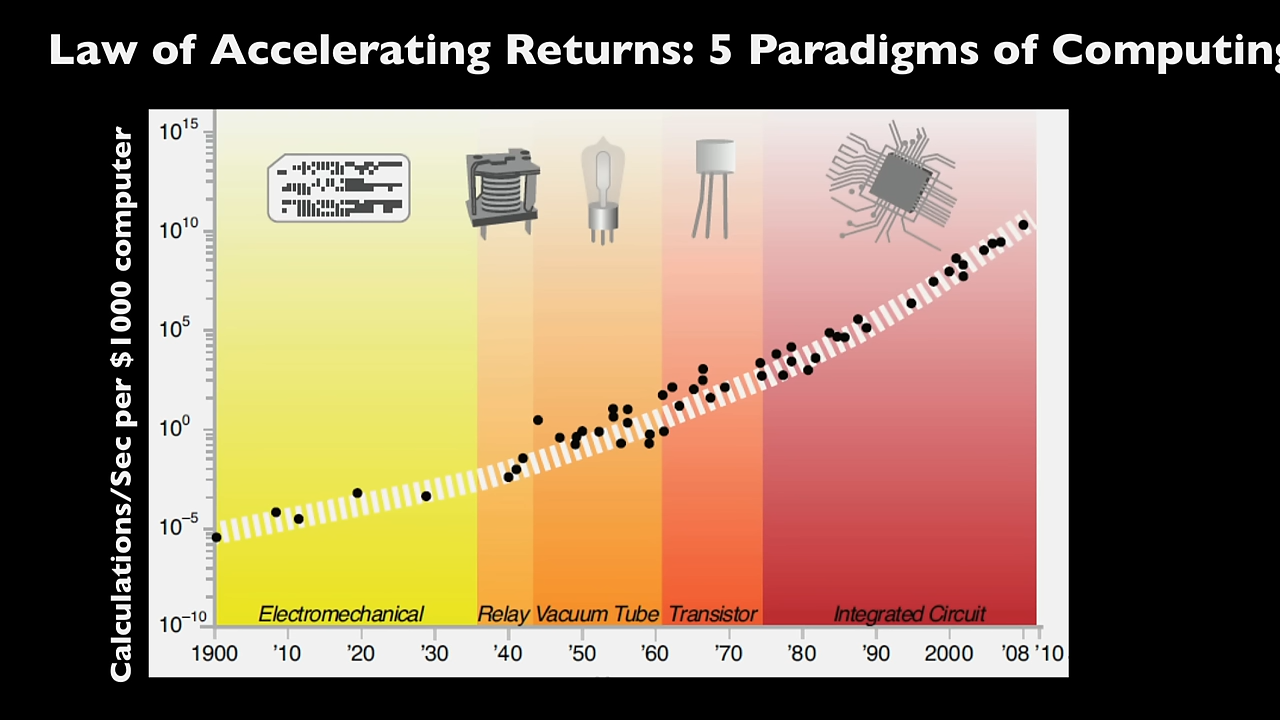 Law of Accelerating Returns: 5 Paradigms of Computing
Calculations/Sec per $1000 computer
10^15
10^10
10^5
10^0
10^−5
10^−10
Electromechanical Relay Vacuum Tube Transistor Integrated Circuit
1900 '10 '20 '30 '40 '50 '60 '70 '80 '90 2000 '08 '10